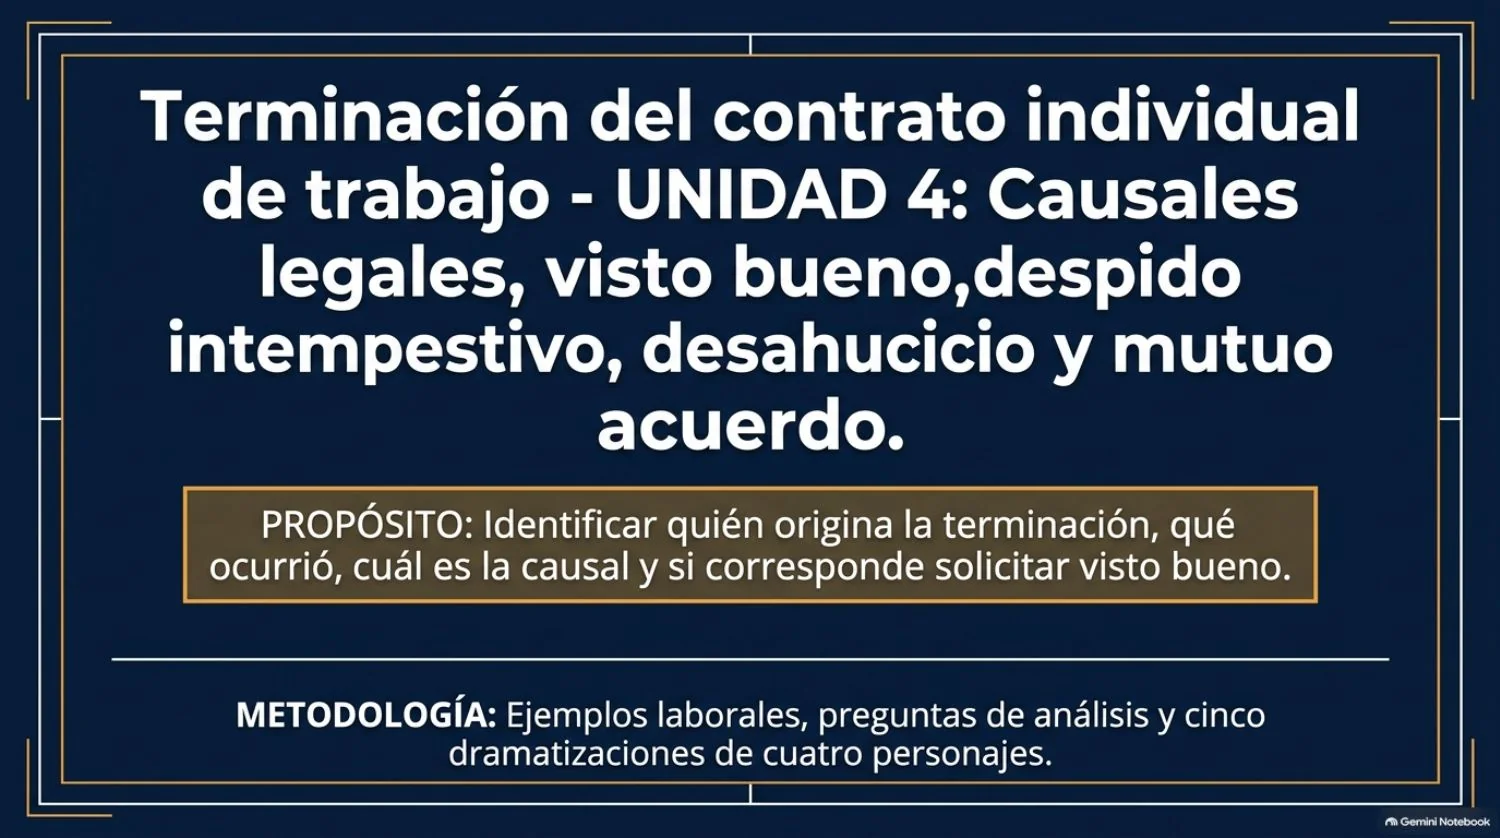 Terminación del contrato individual
de trabajo - UNIDAD 4: Causales
legales, visto bueno,despido
intempestivo, desahucicio y mutuo
acuerdo.
PROPÓSITO: Identificar quién origina la terminación, qué
ocurrió, cuál es la causal y si corresponde solicitar visto bueno.
METODOLOGÍA: Ejemplos laborales, preguntas de análisis y cinco
dramatizaciones de cuatro personajes.
Gemini Notebook